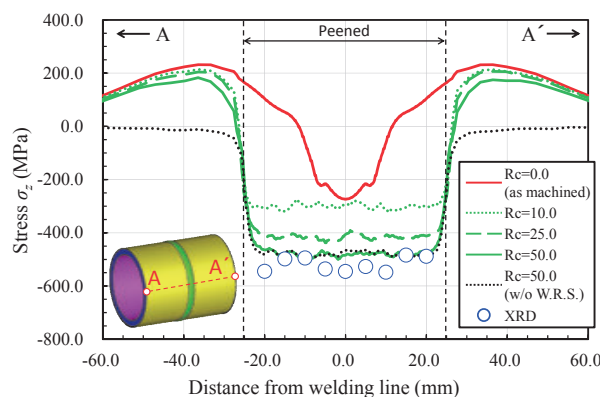 A
Peened
A´
400.0
200.0
0.0
-200.0
-400.0
-600.0
-800.0
Stress σz (MPa)
Rc=0.0
(as machined)
Rc=10.0
Rc=25.0
Rc=50.0
Rc=50.0
(w/o W.R.S.)
XRD
A
A´
-60.0 -40.0 -20.0 0.0 20.0 40.0 60.0
Distance from welding line (mm)